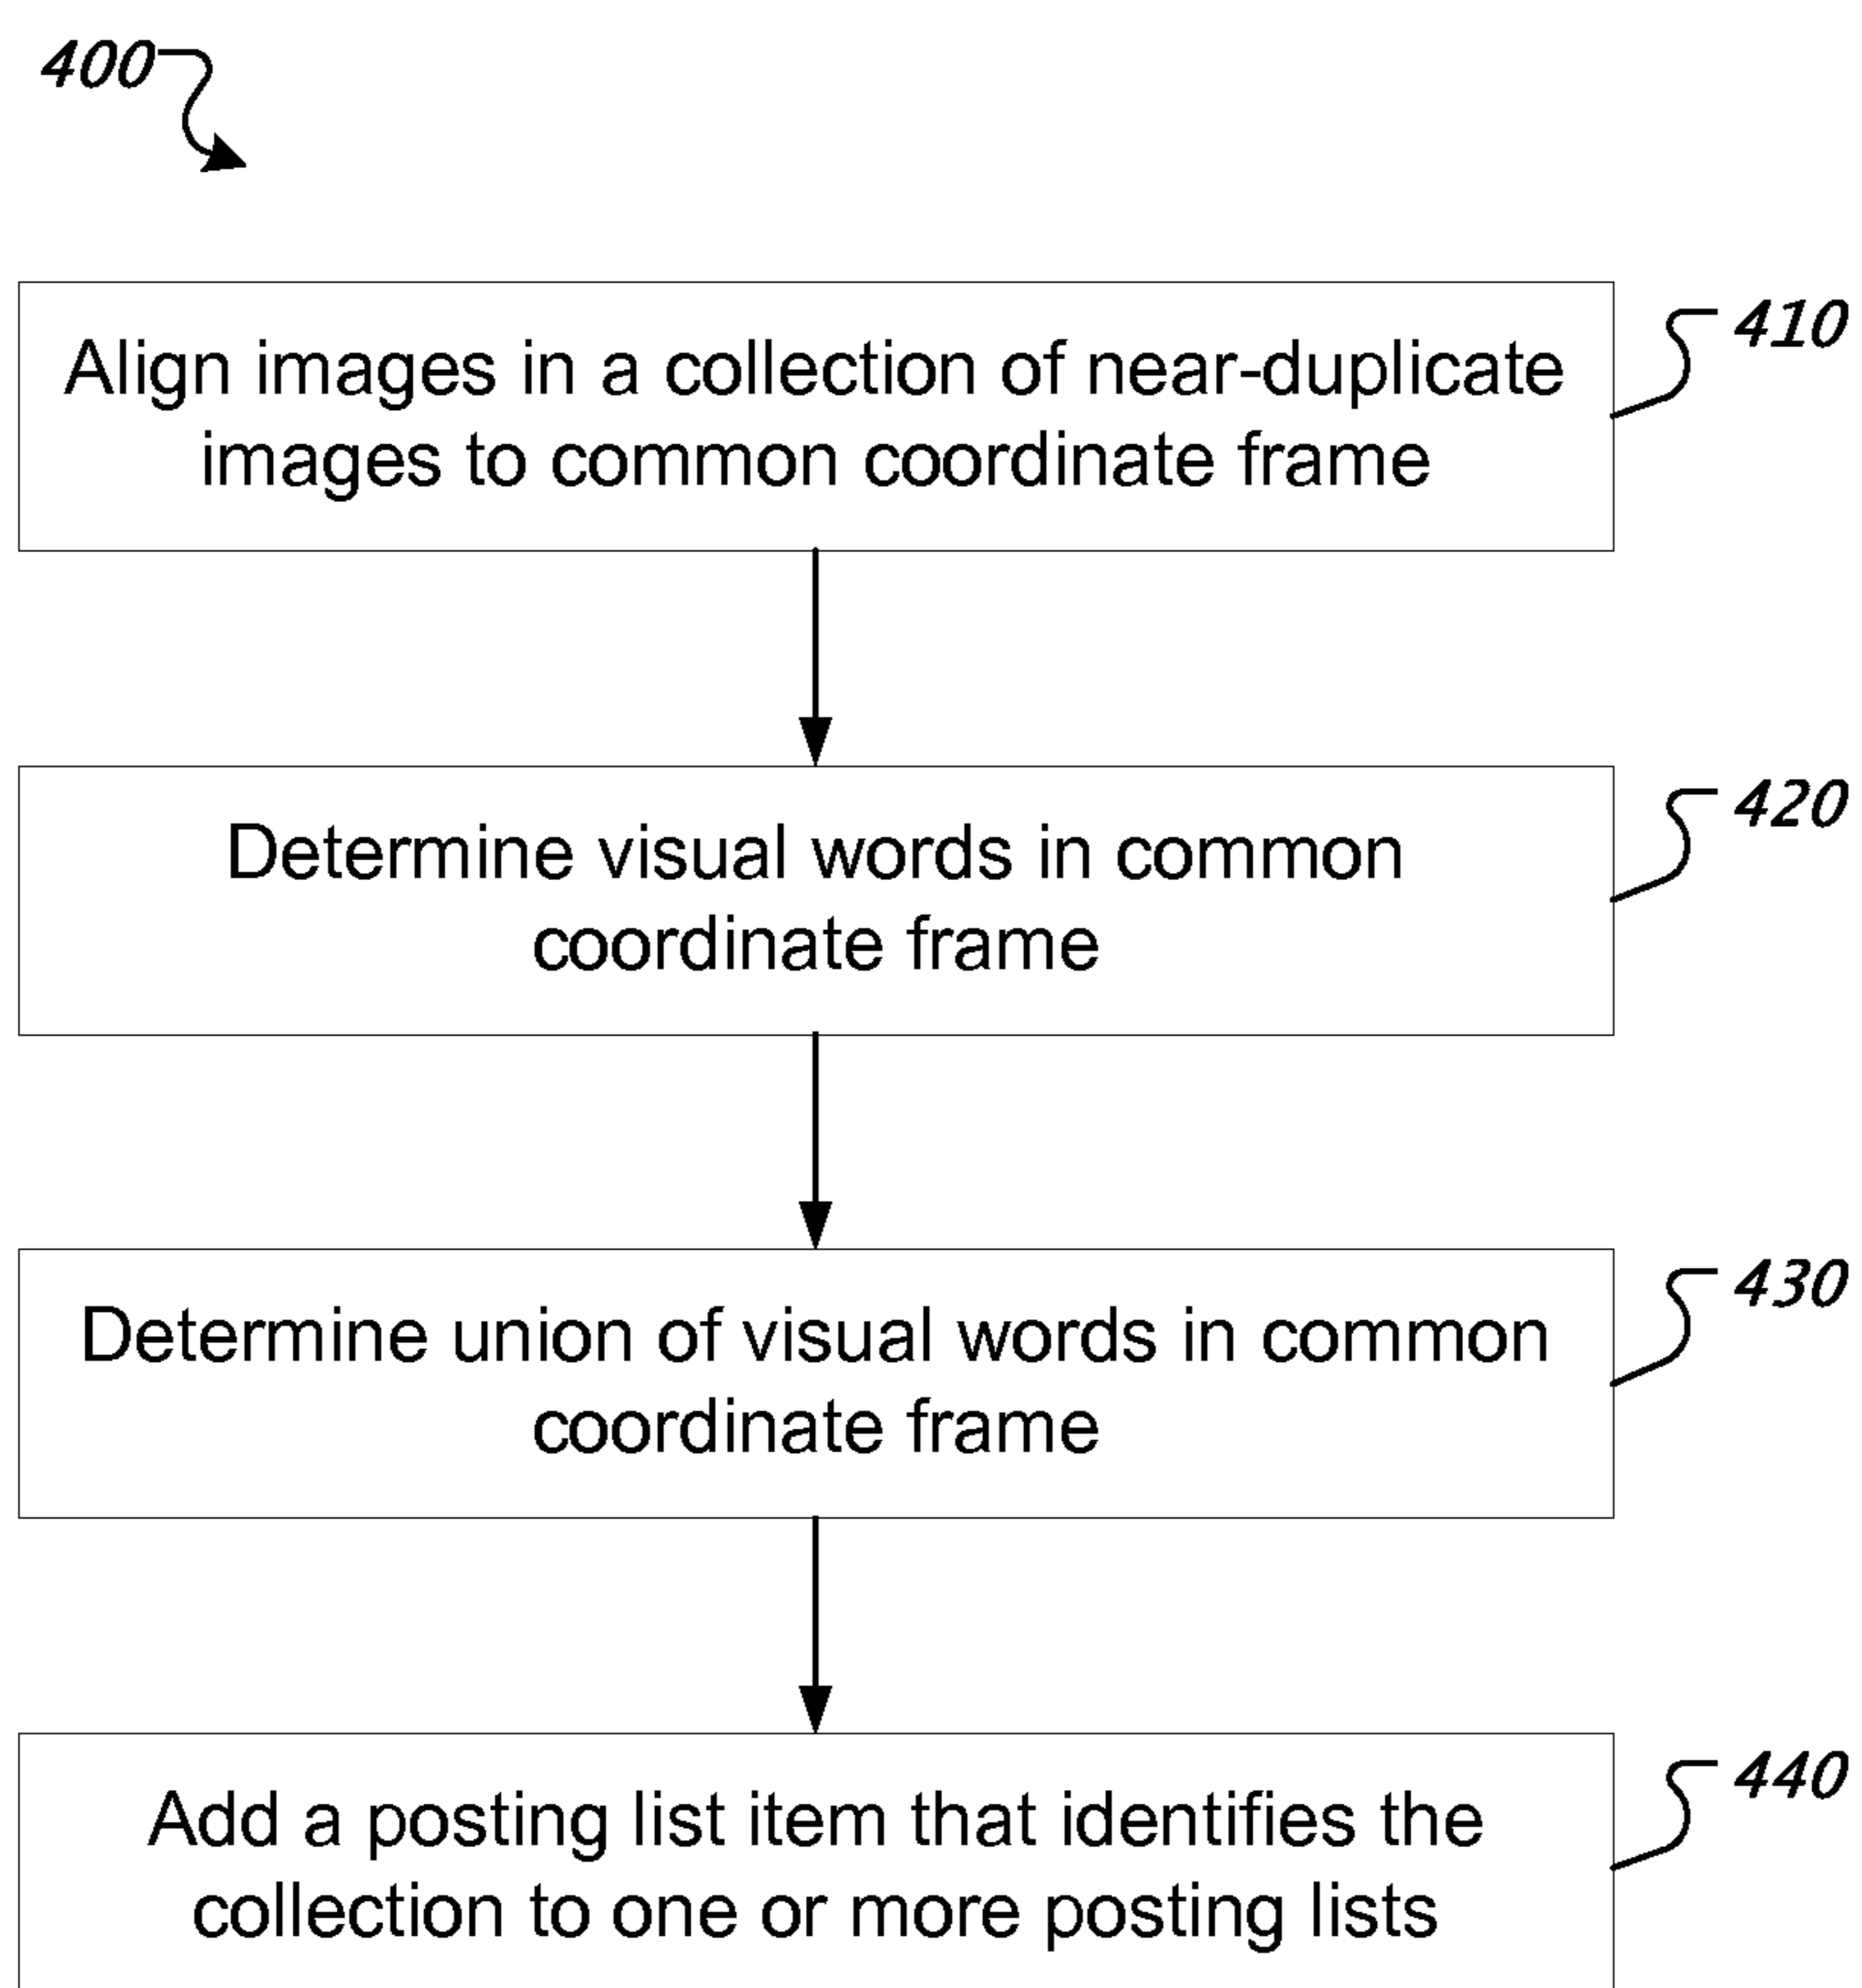 400
Align images in a collection of near-duplicate
images to common coordinate frame
410
Determine visual words in common
coordinate frame
420
Determine union of visual words in common
coordinate frame
430
Add a posting list item that identifies the
collection to one or more posting lists
440